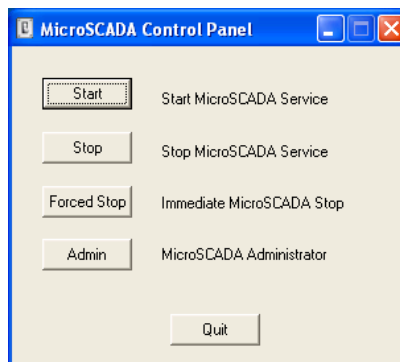 MicroSCADA Control Panel
Start Start MicroSCADA Service
Stop Stop MicroSCADA Service
Forced Stop Immediate MicroSCADA Stop
Admin MicroSCADA Administrator
Quit